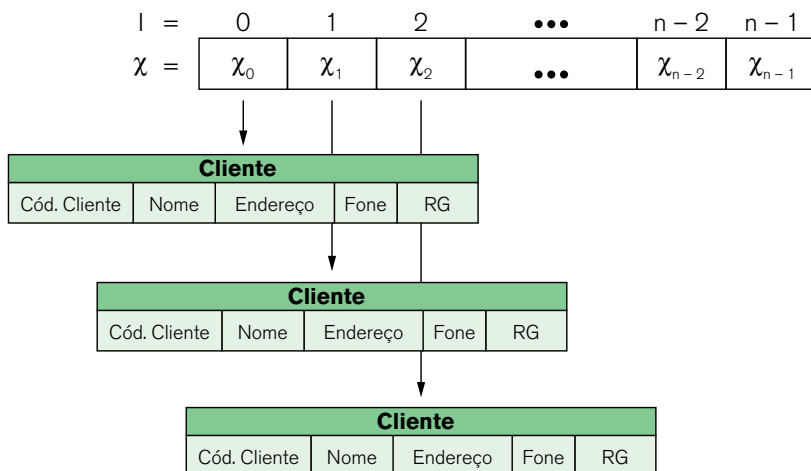 I = 0 1 2 ••• n – 2 n – 1
χ = χ₀ χ₁ χ₂ ••• χₙ₋₂ χₙ₋₁
Cliente
Cód. Cliente Nome Endereço Fone RG
Cliente
Cód. Cliente Nome Endereço Fone RG
Cliente
Cód. Cliente Nome Endereço Fone RG